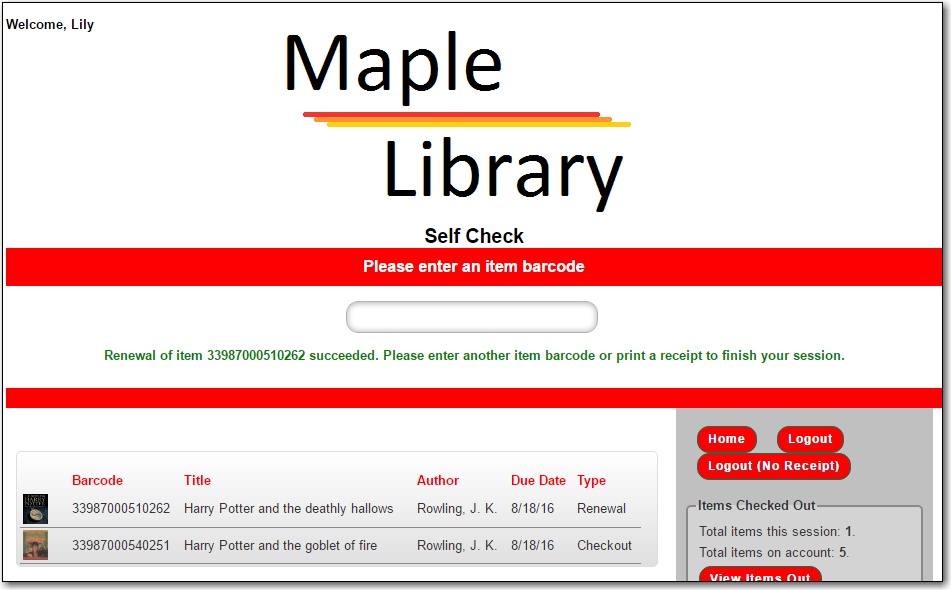 Welcome, Lily
Maple
Library
Self Check
Please enter an item barcode
Renewal of item 33987000510262 succeeded. Please enter another item barcode or print a receipt to finish your session.
Home Logout
Logout (No Receipt)
Barcode Title Author Due Date Type
33987000510262 Harry Potter and the deathly hallows Rowling, J. K. 8/18/16 Renewal
33987000540251 Harry Potter and the goblet of fire Rowling, J. K. 8/18/16 Checkout
Items Checked Out
Total items this session: 1.
Total items on account: 5.
View Items Out